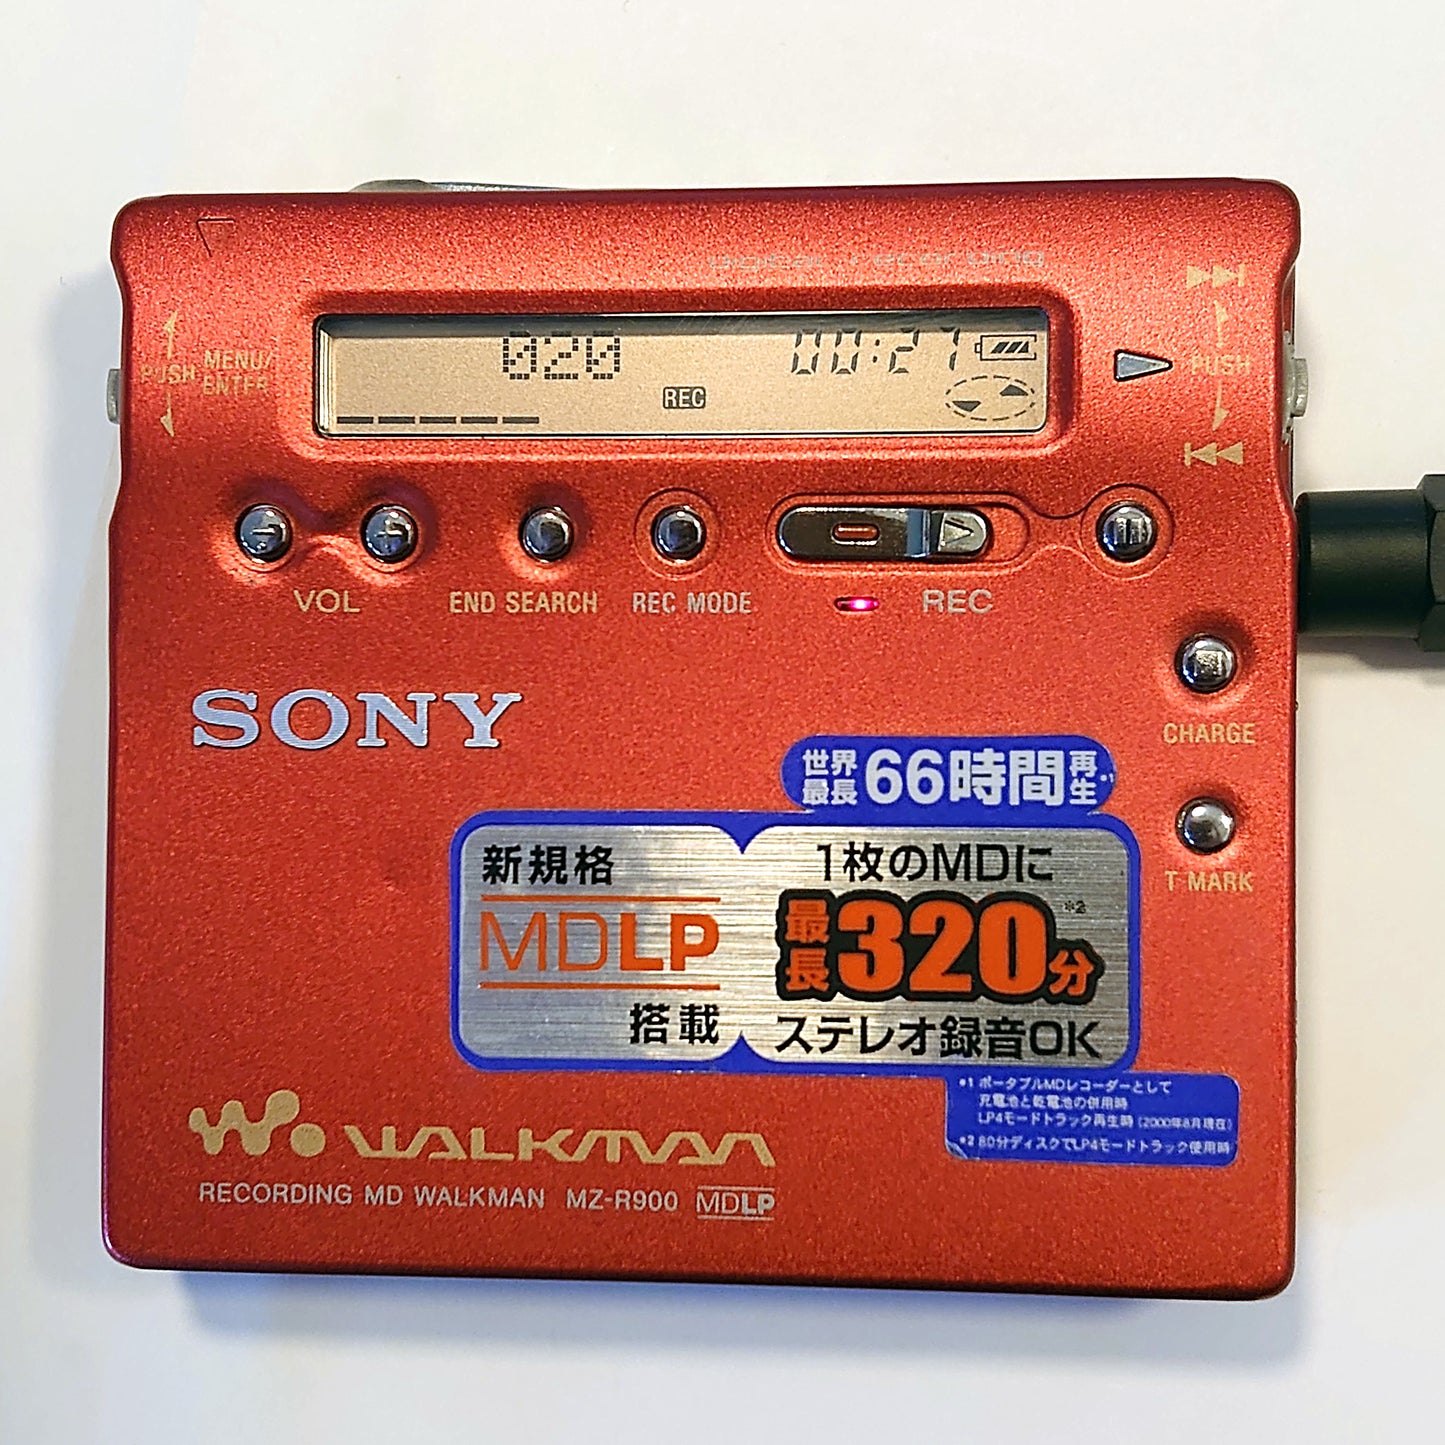 digital recording
020 00:27
REC
PUSH MENU/
ENTER
PUSH
VOL
END SEARCH
REC MODE
REC
CHARGE
T MARK
SONY
世界
最長
66時間
再
生
*1
新規格
MDLP
搭載
1枚のMDに
最
長
320分
*2
ステレオ録音OK
*1 ポータブルMDレコーダーとして
充電池と乾電池の併用時
LP4モードトラック再生時(2000年8月現在)
*2 80分ディスクでLP4モードトラック使用時
WALKMAN
RECORDING MD WALKMAN MZ-R900 MDLP